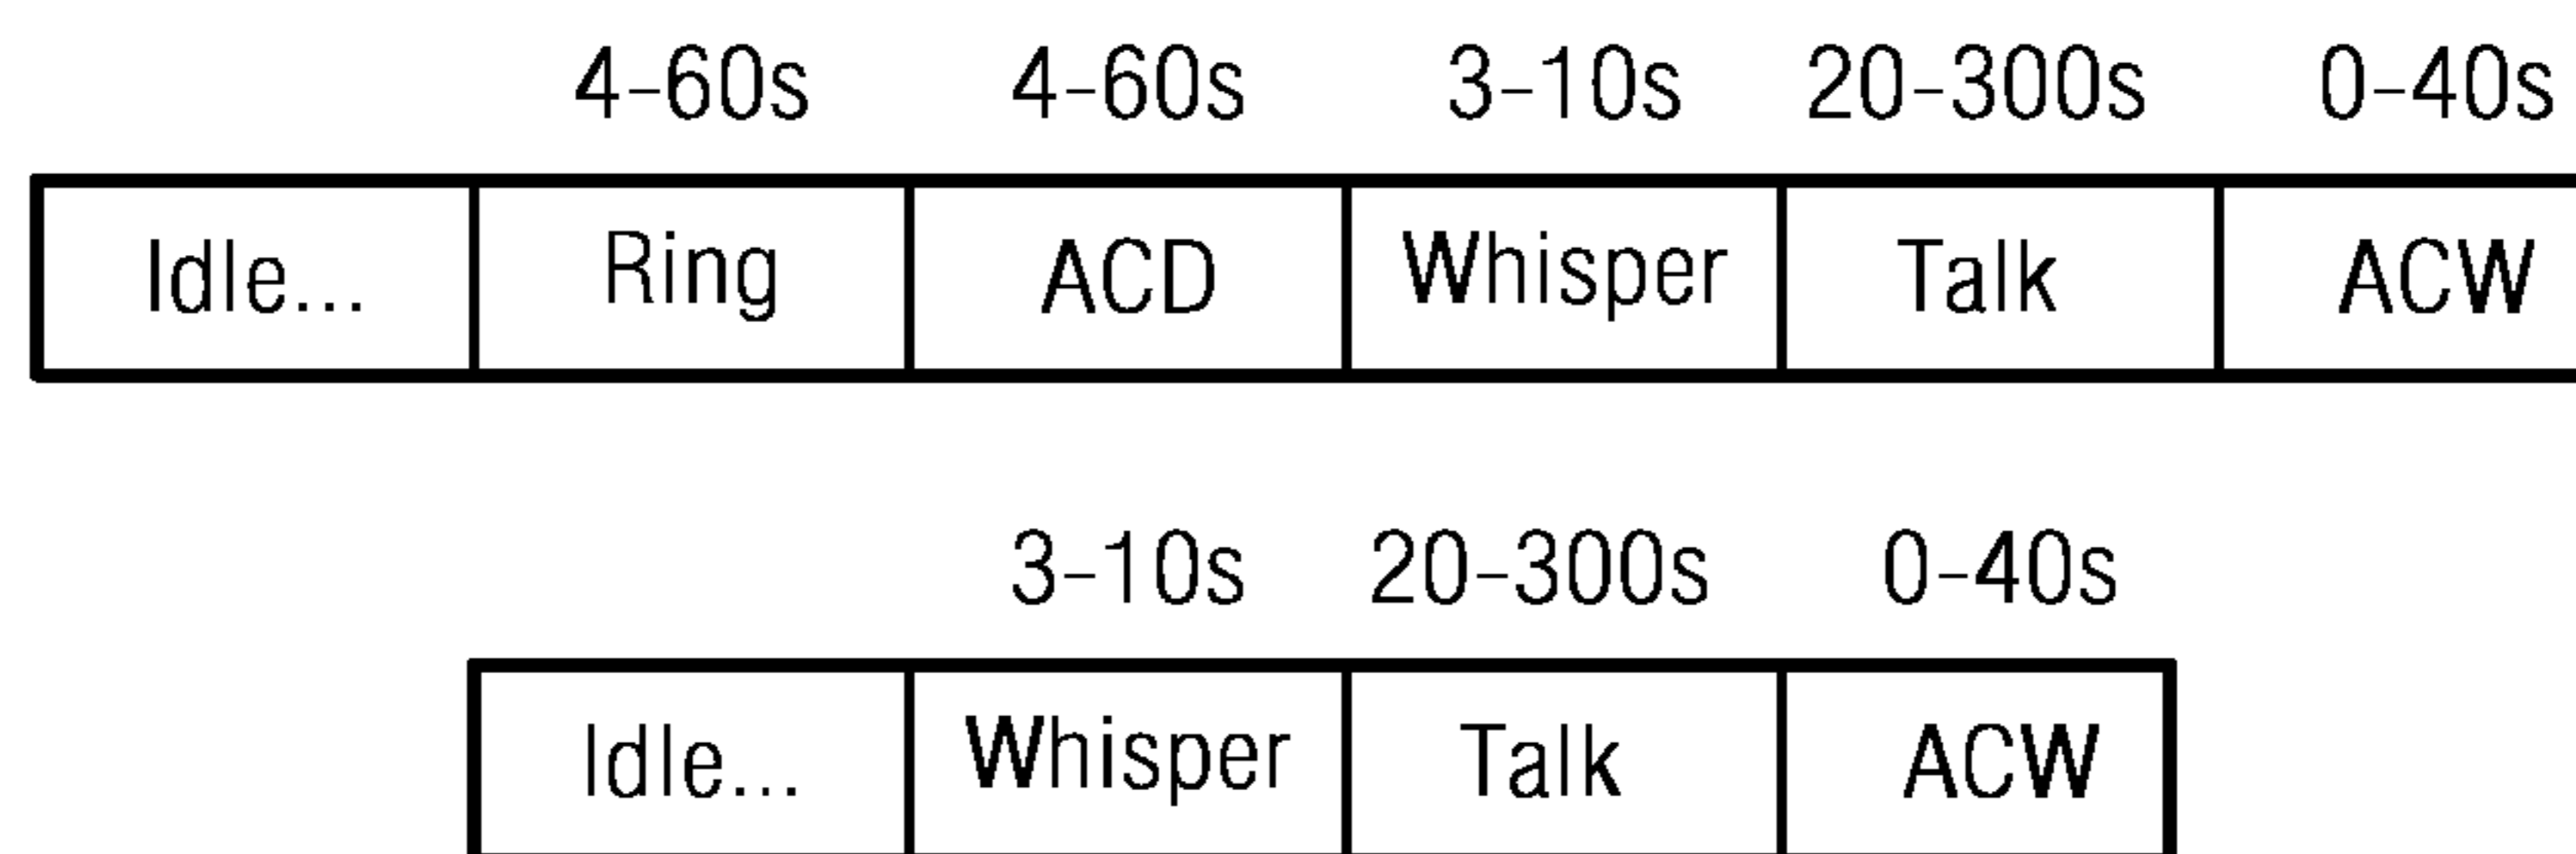 4-60s 4-60s 3-10s 20-300s 0-40s
Idle... Ring ACD Whisper Talk ACW
3-10s 20-300s 0-40s
Idle... Whisper Talk ACW